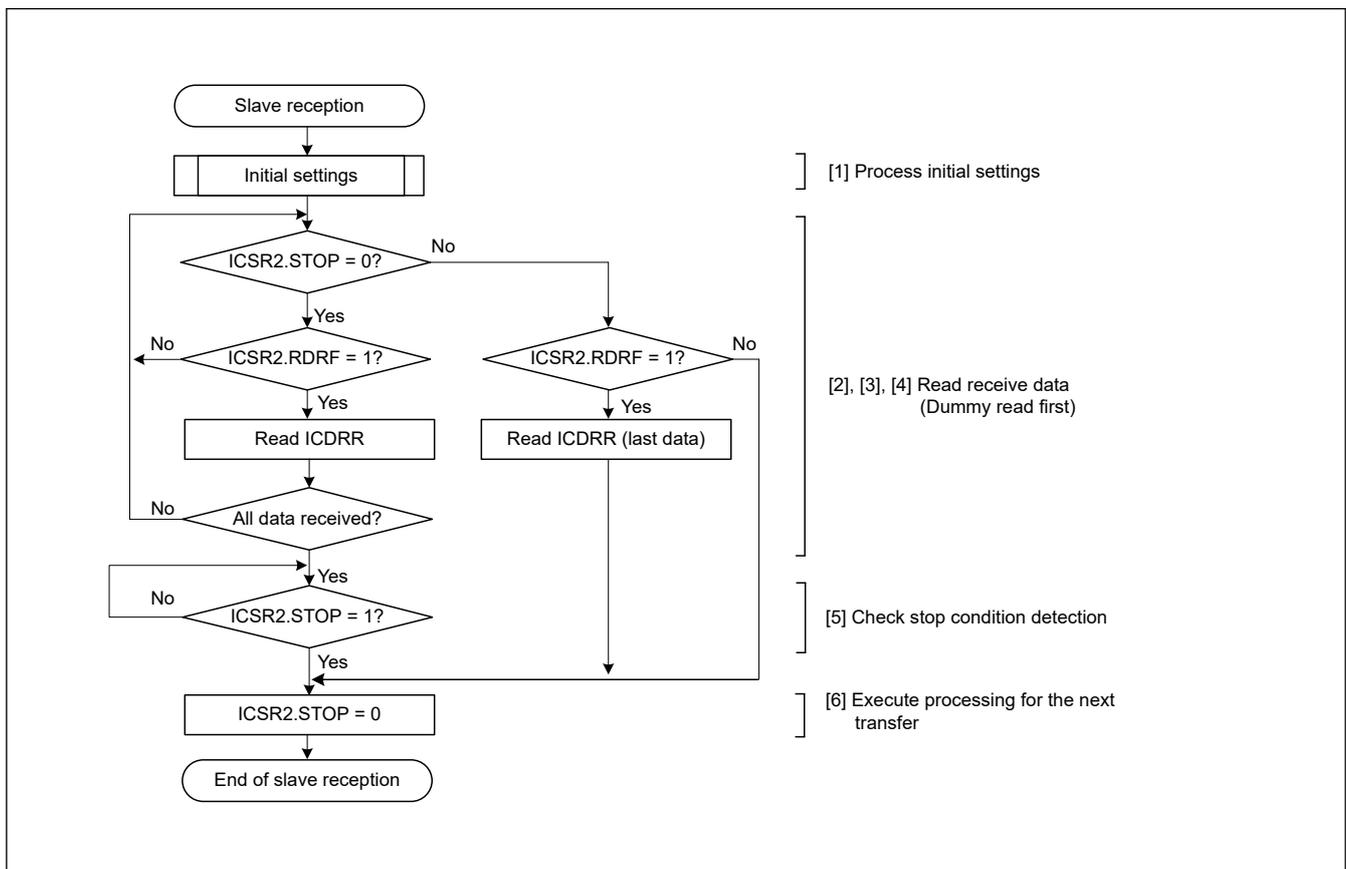 Slave reception
Initial settings
[1] Process initial settings
ICSR2.STOP = 0?
No
Yes
ICSR2.RDRF = 1?
No
Yes
ICSR2.RDRF = 1?
No
Yes
[2], [3], [4] Read receive data
(Dummy read first)
Read ICDRR
Read ICDRR (last data)
All data received?
No
Yes
ICSR2.STOP = 1?
No
Yes
[5] Check stop condition detection
ICSR2.STOP = 0
[6] Execute processing for the next
transfer
End of slave reception